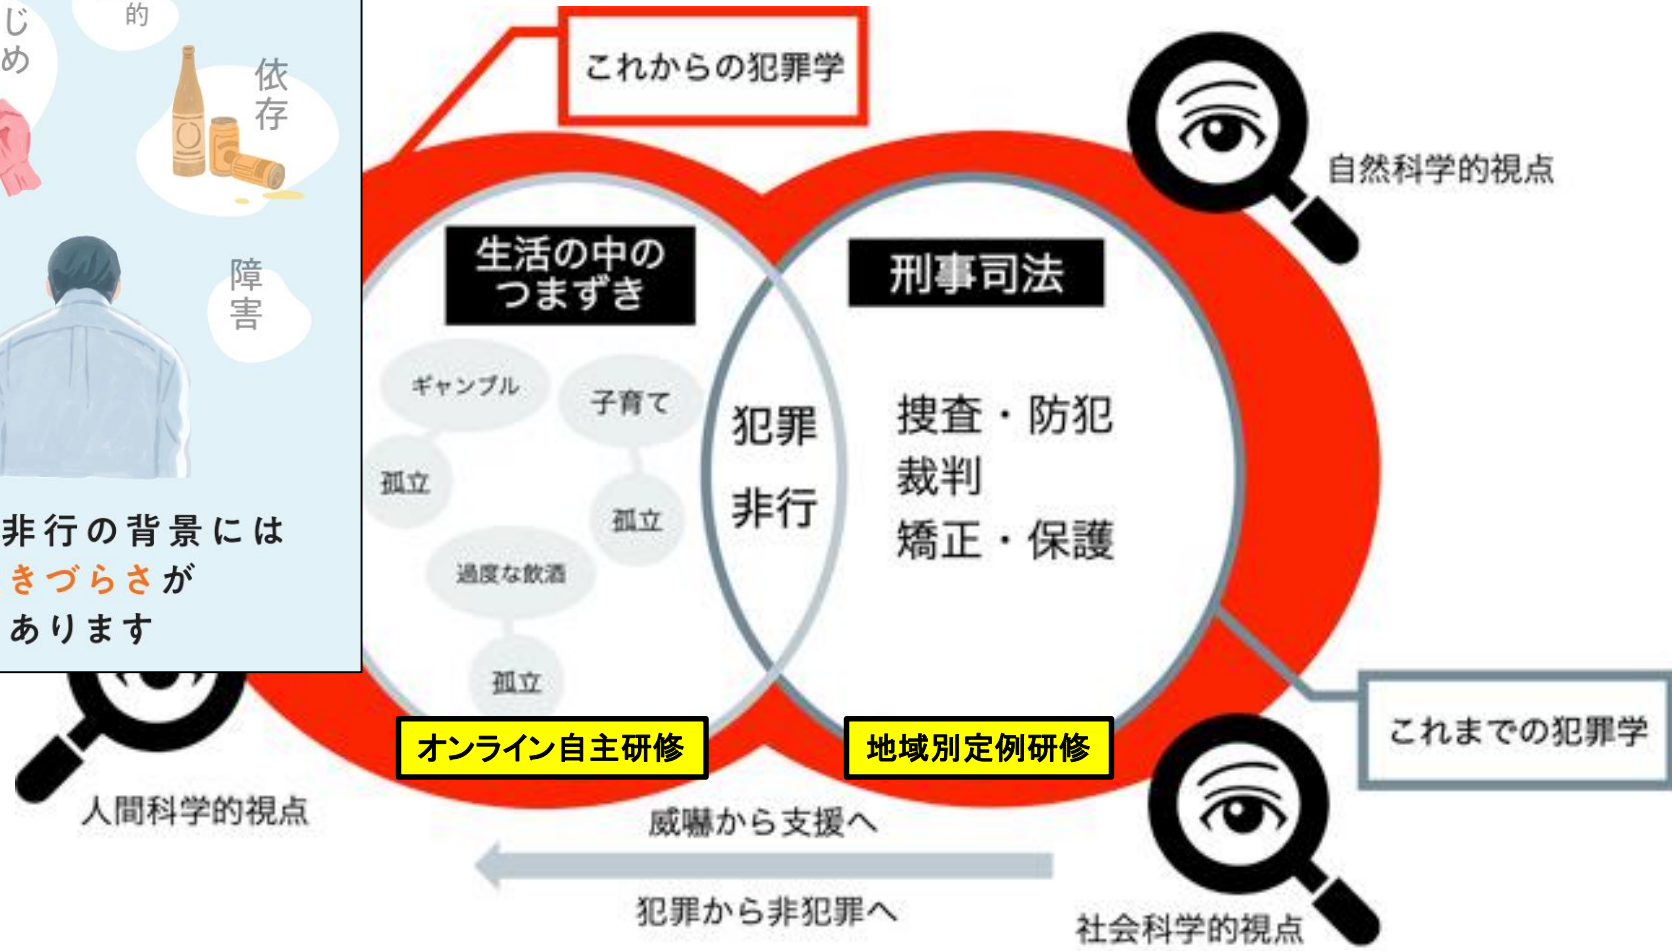 じ
め
的
依
存
障
害
非行の背景には
きづらさが
あります
これからの犯罪学
自然科学的視点
生活の中の
つまずき
刑事司法
ギャンブル
子育て
孤立
孤立
過度な飲酒
孤立
犯罪
非行
捜査・防犯
裁判
矯正・保護
オンライン自主研修
地域別定例研修
これまでの犯罪学
人間科学的視点
威嚇から支援へ
犯罪から非犯罪へ
社会科学的視点